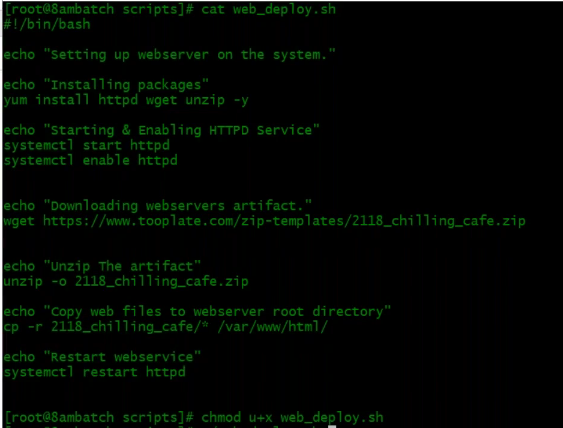 [root@8ambatch scripts]# cat web_deploy.sh
#!/bin/bash
echo "Setting up webserver on the system."
echo "Installing packages"
yum install httpd wget unzip -y
echo "Starting & Enabling HTTPD Service"
systemctl start httpd
systemctl enable httpd
echo "Downloading webservers artifact."
wget https://www.tooplate.com/zip-templates/2118_chilling_cafe.zip
echo "Unzip The artifact"
unzip -o 2118_chilling_cafe.zip
echo "Copy web files to webserver root directory"
cp -r 2118_chilling_cafe/* /var/www/html/
echo "Restart webservice"
systemctl restart httpd
[root@8ambatch scripts]# chmod u+x web_deploy.sh